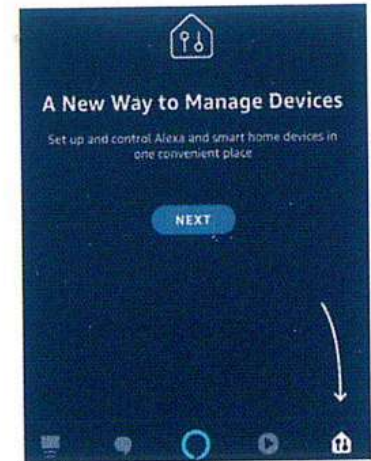 A New Way to Manage Devices
Set up and control Alexa and smart home devices in
one convenient place
NEXT